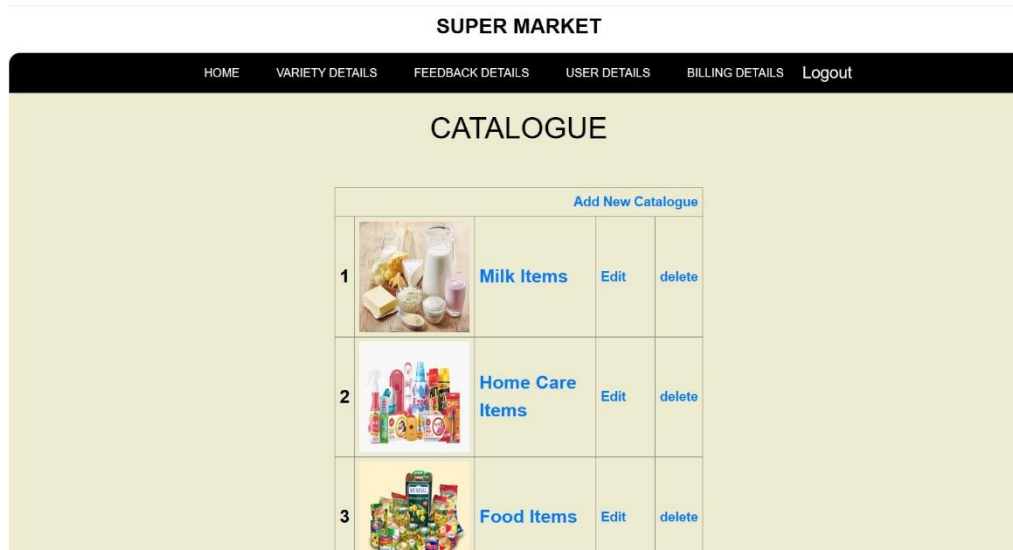 SUPER MARKET
HOME VARIETY DETAILS FEEDBACK DETAILS USER DETAILS BILLING DETAILS Logout
CATALOGUE
Add New Catalogue
1 Milk Items Edit delete
2 Home Care
Items Edit delete
3 Food Items Edit delete